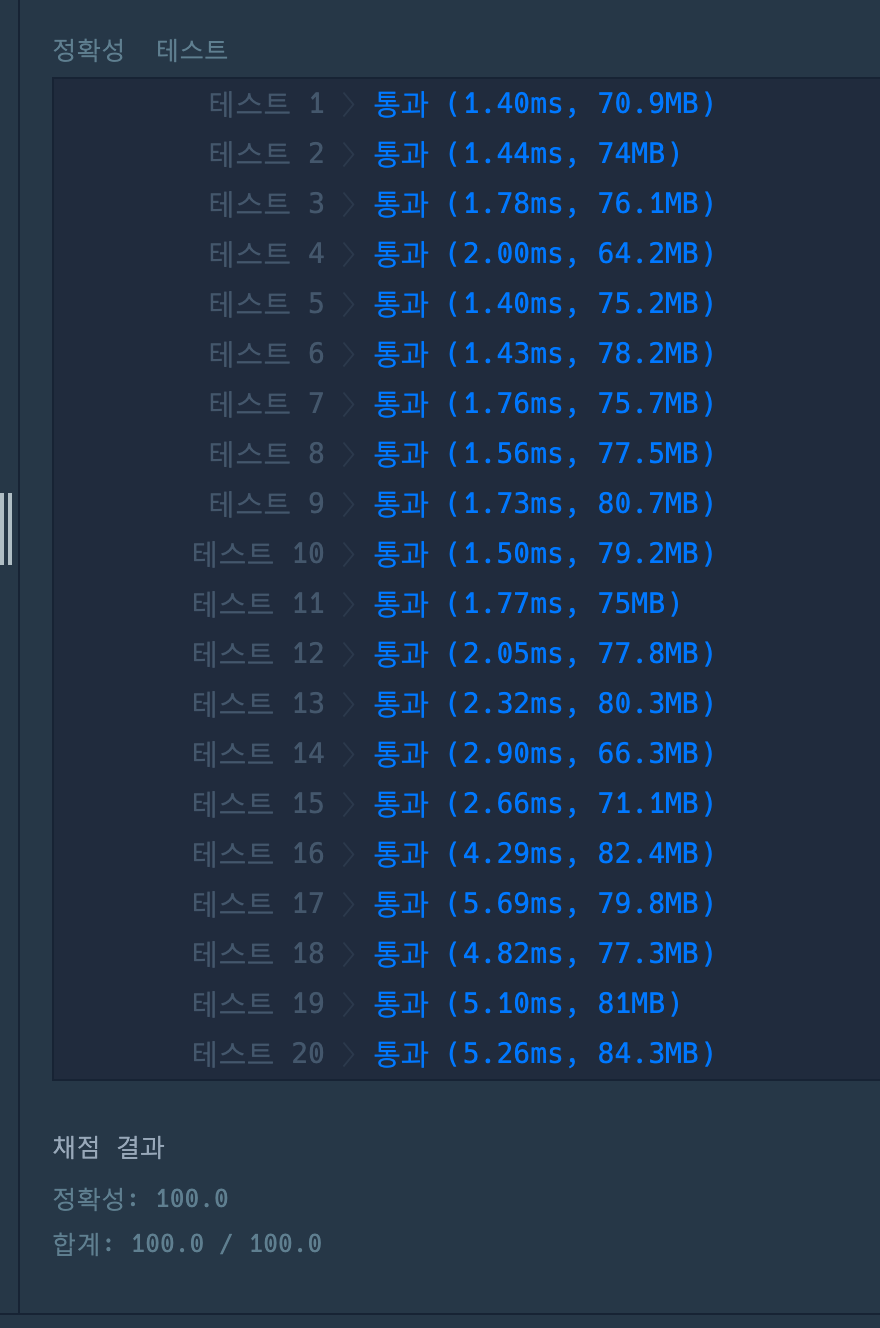 정확성 테스트
테스트 1 〉 통과 (1.40ms, 70.9MB)
테스트 2 〉 통과 (1.44ms, 74MB)
테스트 3 〉 통과 (1.78ms, 76.1MB)
테스트 4 〉 통과 (2.00ms, 64.2MB)
테스트 5 〉 통과 (1.40ms, 75.2MB)
테스트 6 〉 통과 (1.43ms, 78.2MB)
테스트 7 〉 통과 (1.76ms, 75.7MB)
테스트 8 〉 통과 (1.56ms, 77.5MB)
테스트 9 〉 통과 (1.73ms, 80.7MB)
테스트 10 〉 통과 (1.50ms, 79.2MB)
테스트 11 〉 통과 (1.77ms, 75MB)
테스트 12 〉 통과 (2.05ms, 77.8MB)
테스트 13 〉 통과 (2.32ms, 80.3MB)
테스트 14 〉 통과 (2.90ms, 66.3MB)
테스트 15 〉 통과 (2.66ms, 71.1MB)
테스트 16 〉 통과 (4.29ms, 82.4MB)
테스트 17 〉 통과 (5.69ms, 79.8MB)
테스트 18 〉 통과 (4.82ms, 77.3MB)
테스트 19 〉 통과 (5.10ms, 81MB)
테스트 20 〉 통과 (5.26ms, 84.3MB)
채점 결과
정확성: 100.0
합계: 100.0 / 100.0